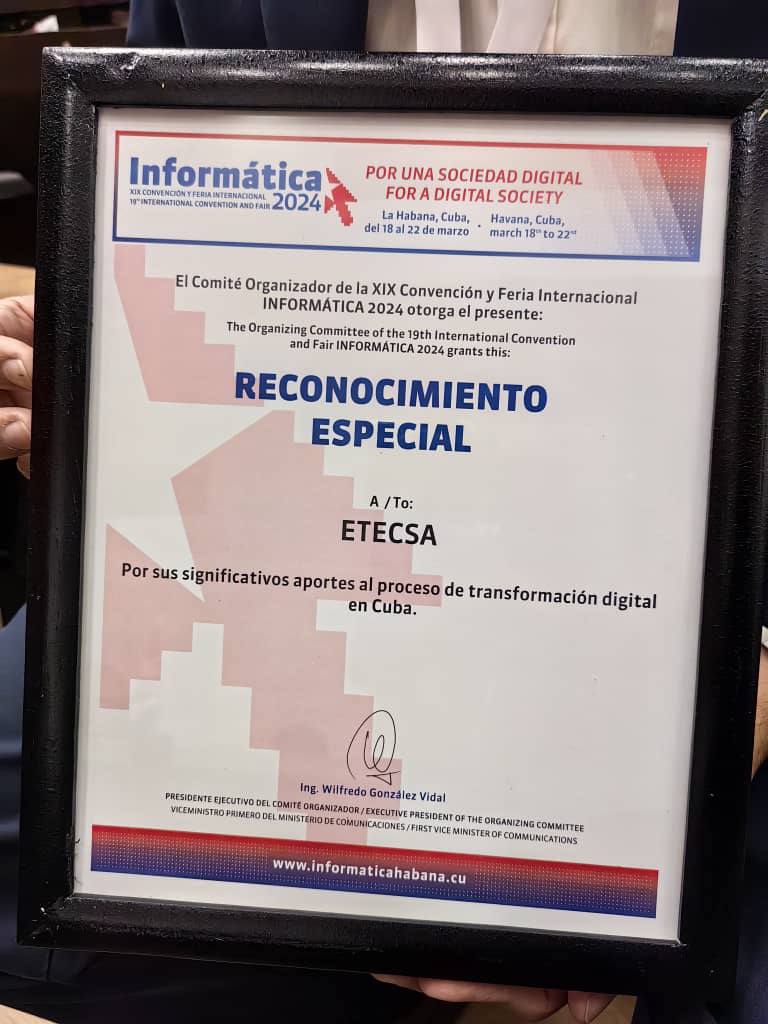 Informática
XIX CONVENCIÓN Y FERIA INTERNACIONAL
19TH INTERNATIONAL CONVENTION AND FAIR 2024
POR UNA SOCIEDAD DIGITAL
FOR A DIGITAL SOCIETY
La Habana, Cuba,
del 18 al 22 de marzo
·
Havana, Cuba,
march 18th to 22nd
El Comité Organizador de la XIX Convención y Feria Internacional
INFORMÁTICA 2024 otorga el presente:
The Organizing Committee of the 19th International Convention
and Fair INFORMÁTICA 2024 grants this:
RECONOCIMIENTO
ESPECIAL
A /To:
ETECSA
Por sus significativos aportes al proceso de transformación digital
en Cuba.
Ing. Wilfredo González Vidal
PRESIDENTE EJECUTIVO DEL COMITÉ ORGANIZADOR / EXECUTIVE PRESIDENT OF THE ORGANIZING COMMITTEE
VICEMINISTRO PRIMERO DEL MINISTERIO DE COMUNICACIONES / FIRST VICE MINISTER OF COMMUNICATIONS
www.informaticahabana.cu